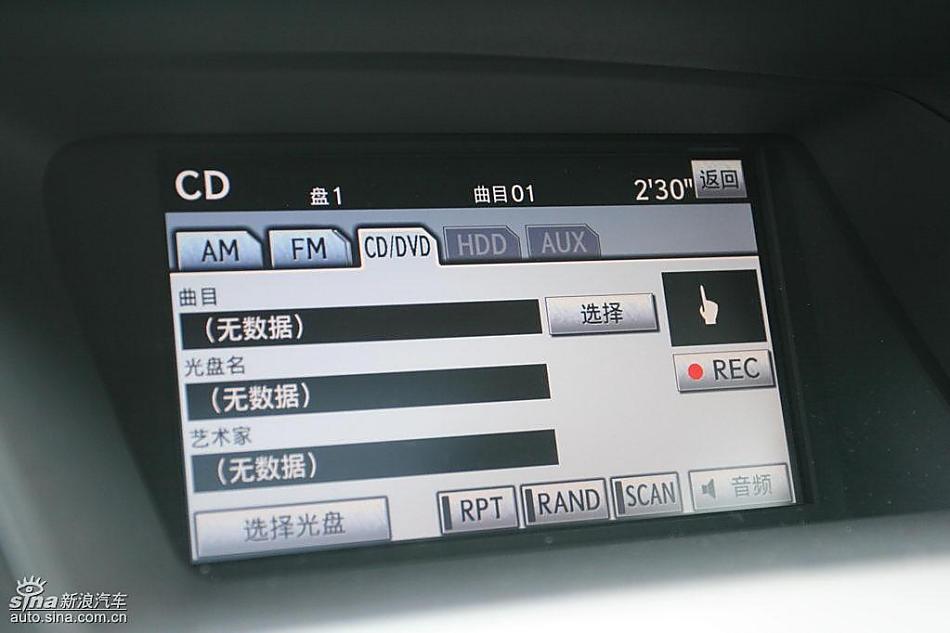 CD 盘1 曲目01 2'30" 返回
AM FM CD/DVD HDD AUX
曲目
(无数据) 选择
REC
光盘名
(无数据)
艺术家
(无数据)
选择光盘 RPT RAND SCAN 音频
sina新浪汽车
auto.sina.com.cn